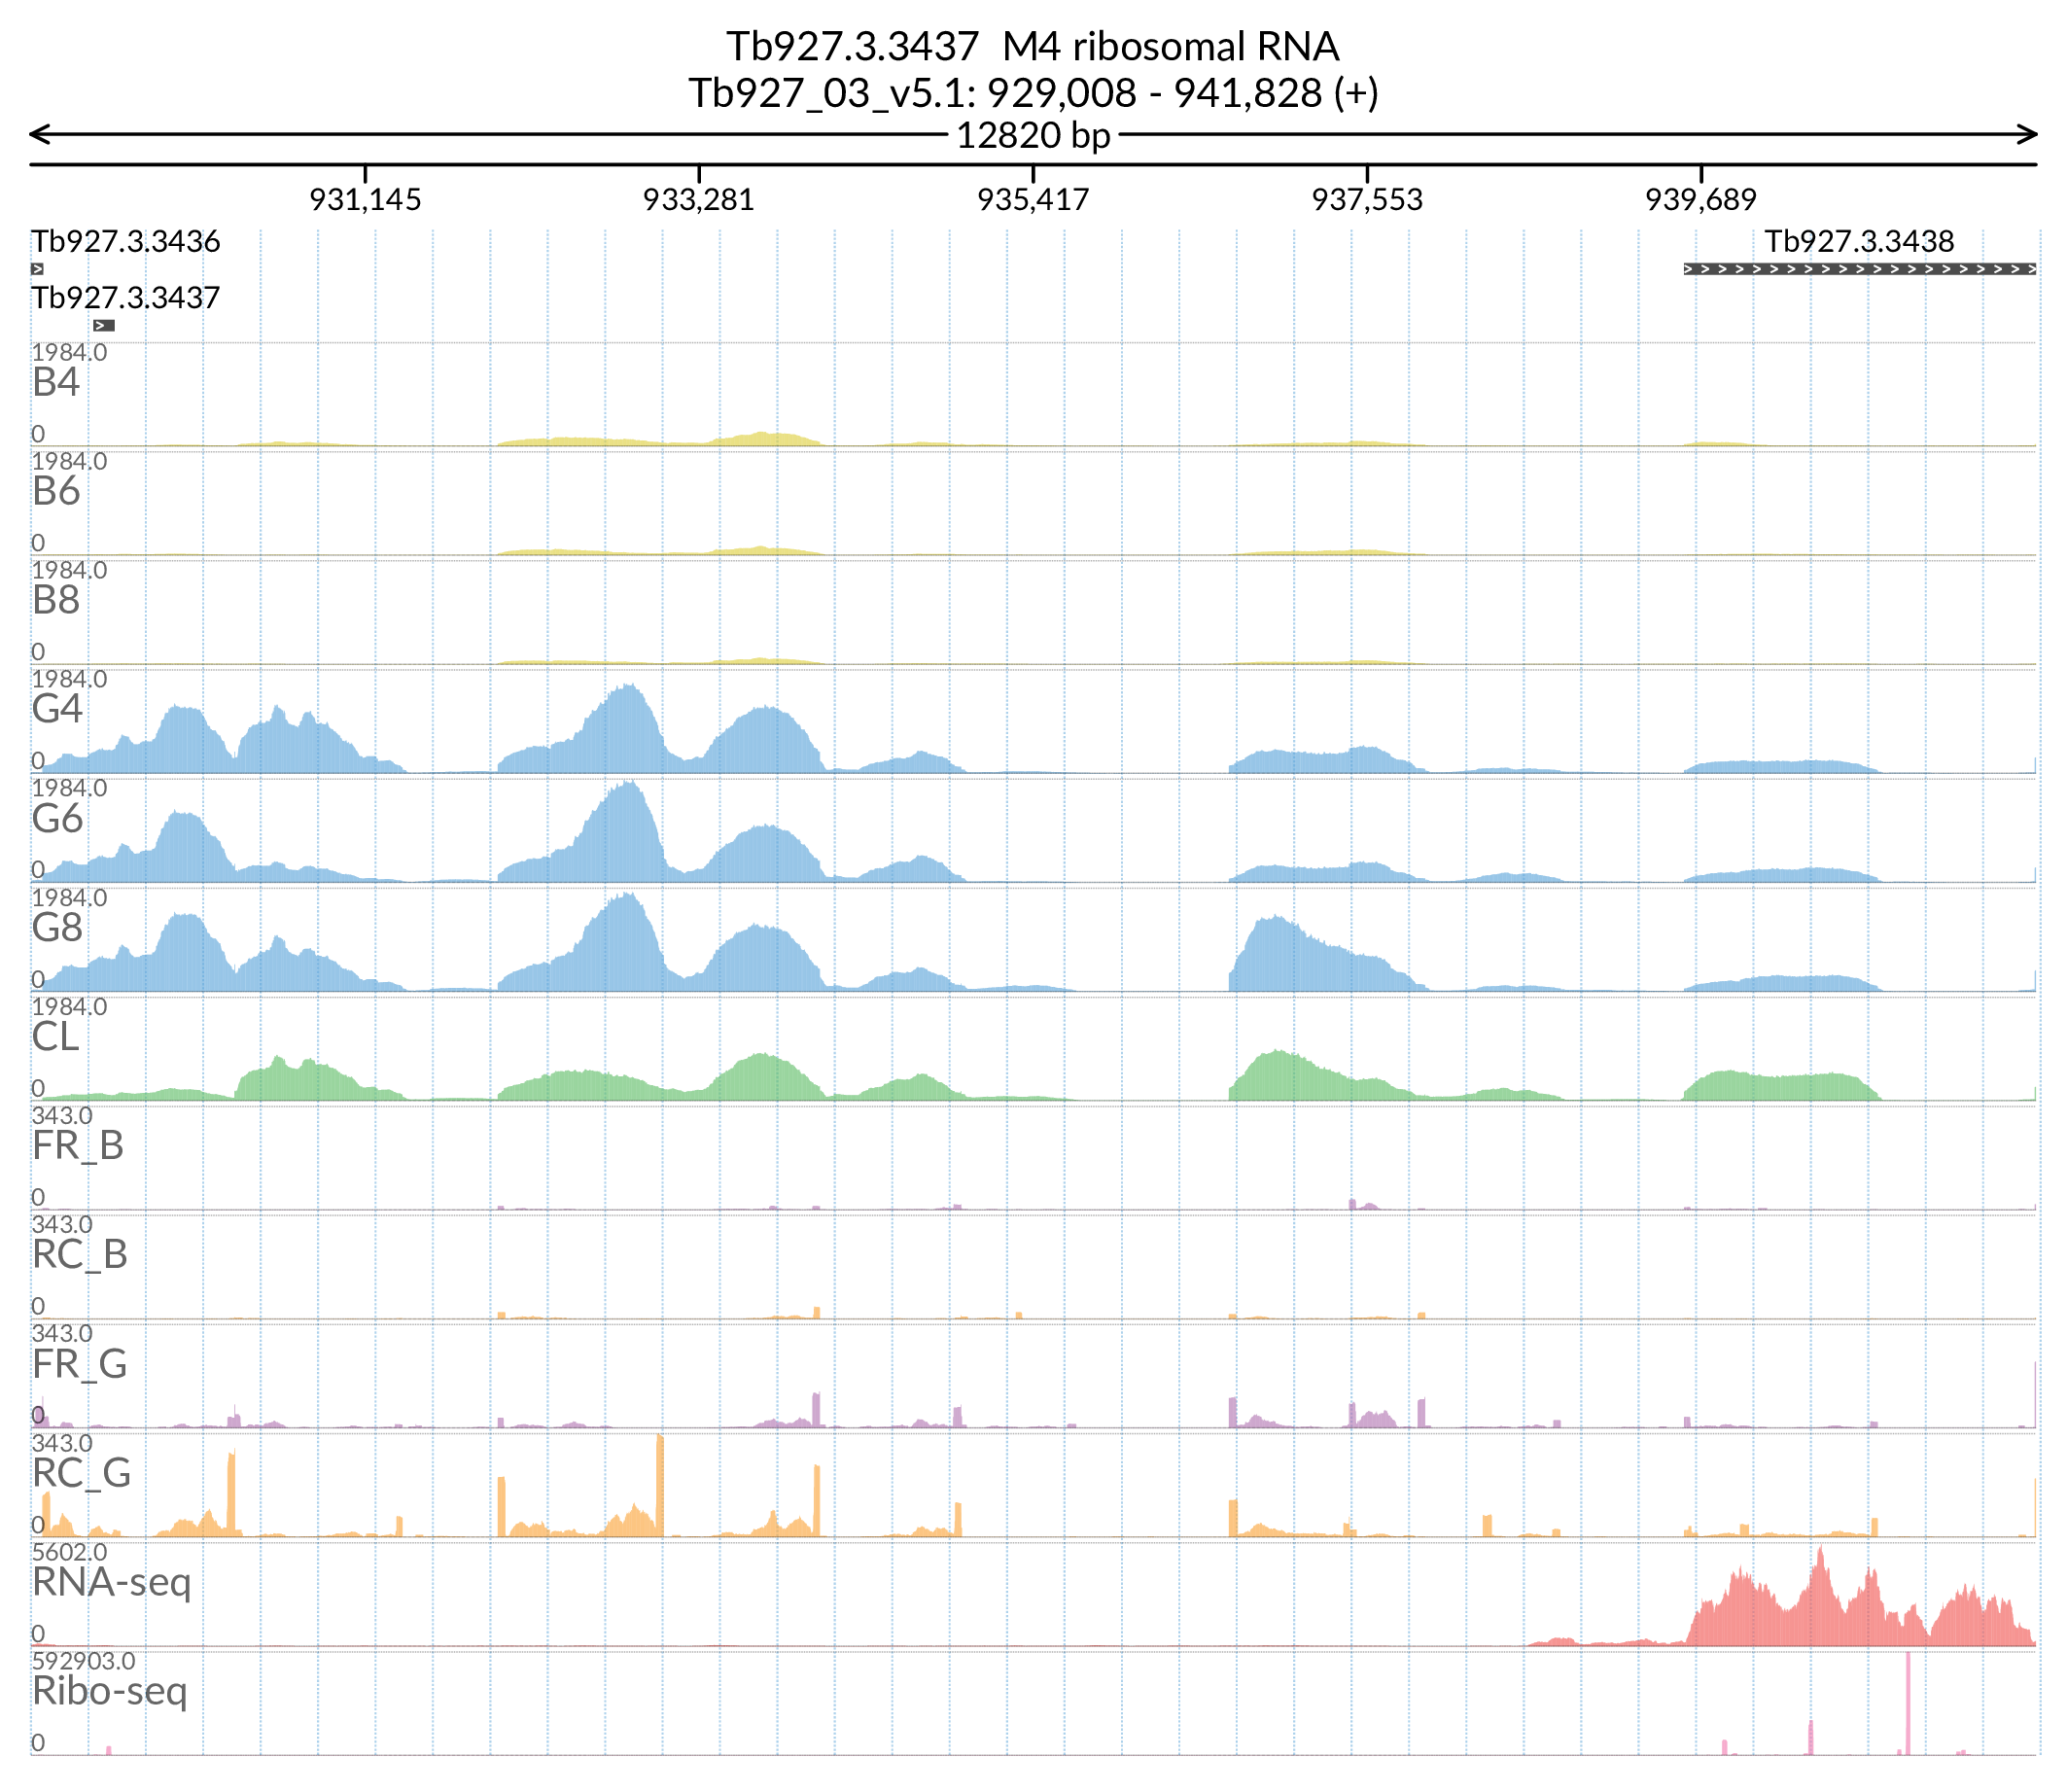 Tb927.3.3437 M4 ribosomal RNA
Tb927_03_v5.1: 929,008 - 941,828 (+)
12820 bp
931,145 933,281 935,417 937,553 939,689
Tb927.3.3436 Tb927.3.3438
Tb927.3.3437
1984.0
B4
0
1984.0
B6
0
1984.0
B8
0
1984.0
G4
0
1984.0
G6
0
1984.0
G8
0
1984.0
CL
0
343.0
FR_B
0
343.0
RC_B
0
343.0
FR_G
0
343.0
RC_G
0
5602.0
RNA-seq
0
592903.0
Ribo-seq
0